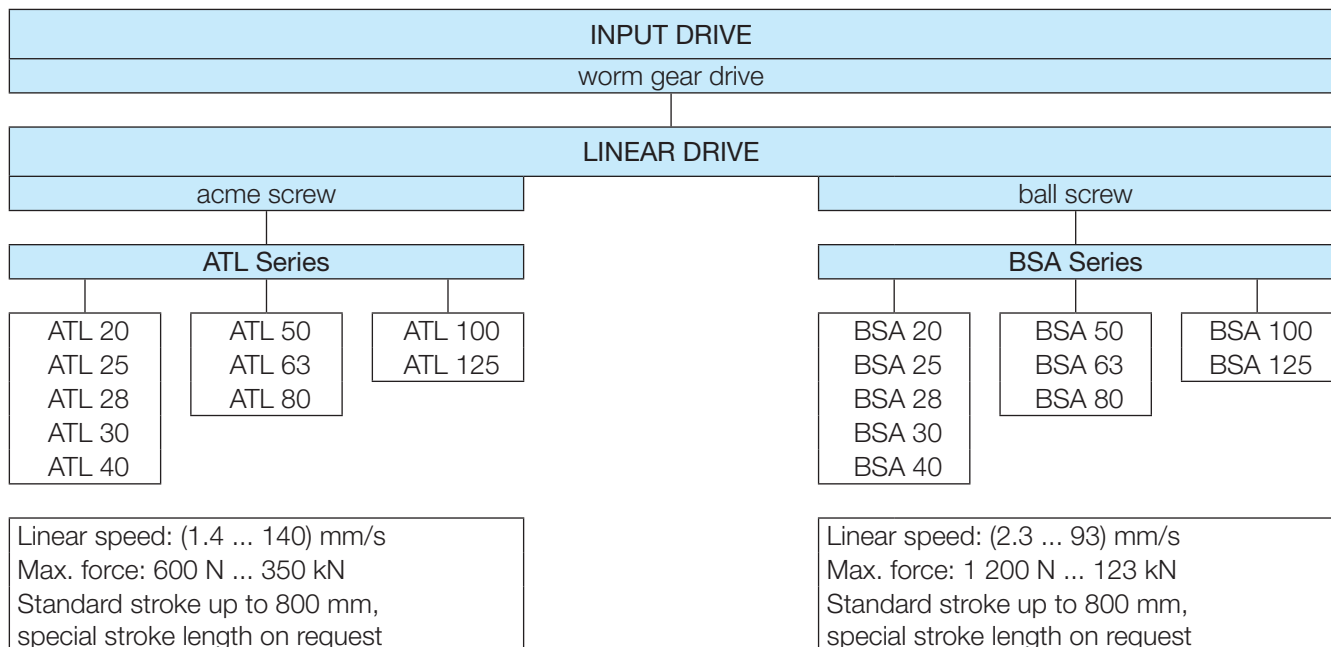 INPUT DRIVE
worm gear drive
LINEAR DRIVE
acme screw
ball screw
ATL Series
BSA Series
ATL 20
ATL 25
ATL 28
ATL 30
ATL 40
ATL 50
ATL 63
ATL 80
ATL 100
ATL 125
BSA 20
BSA 25
BSA 28
BSA 30
BSA 40
BSA 50
BSA 63
BSA 80
BSA 100
BSA 125
Linear speed: (1.4 ... 140) mm/s
Max. force: 600 N ... 350 kN
Standard stroke up to 800 mm,
special stroke length on request
Linear speed: (2.3 ... 93) mm/s
Max. force: 1 200 N ... 123 kN
Standard stroke up to 800 mm,
special stroke length on request